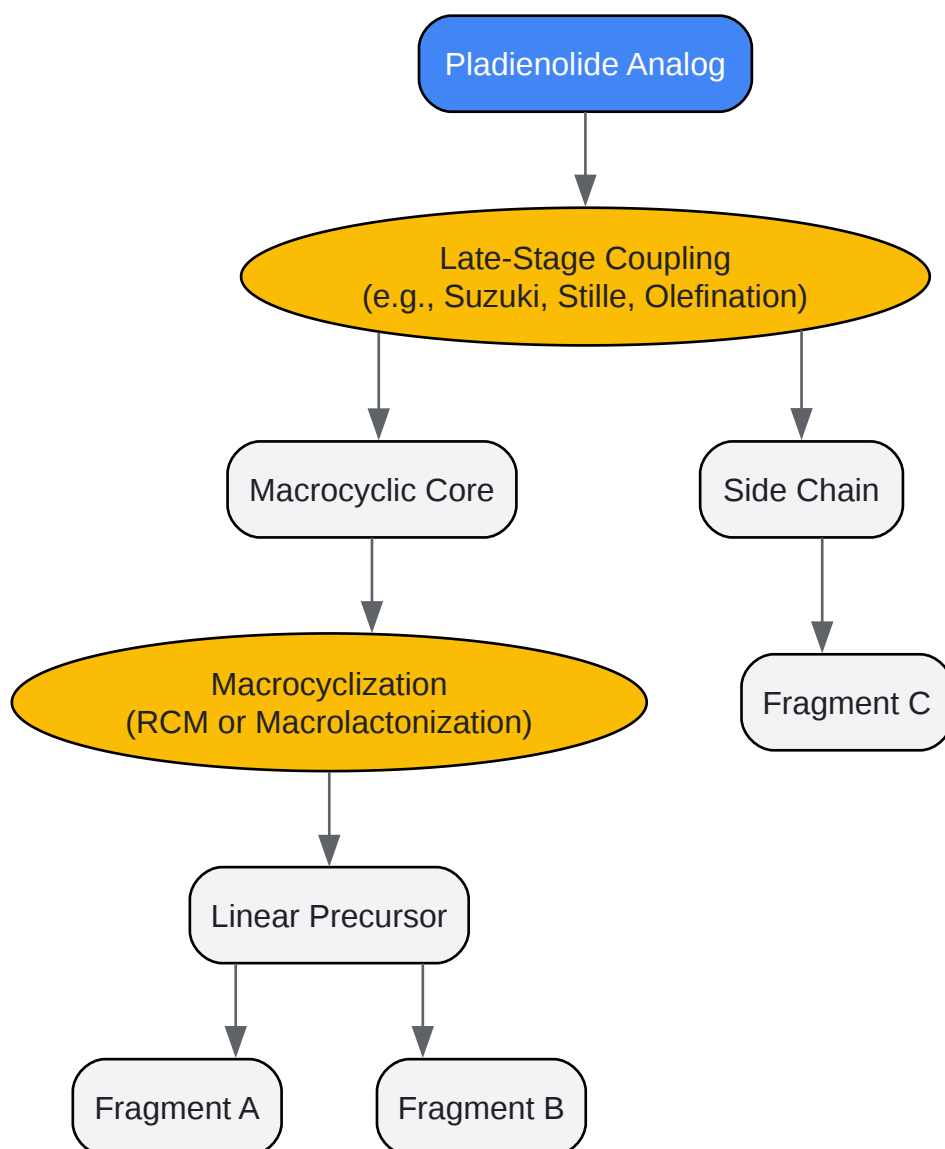 Pladienolide Analog
Late-Stage Coupling
(e.g., Suzuki, Stille, Olefination)
Macrocyclic Core
Side Chain
Macrocyclization
(RCM or Macrolactonization)
Fragment C
Linear Precursor
Fragment A
Fragment B